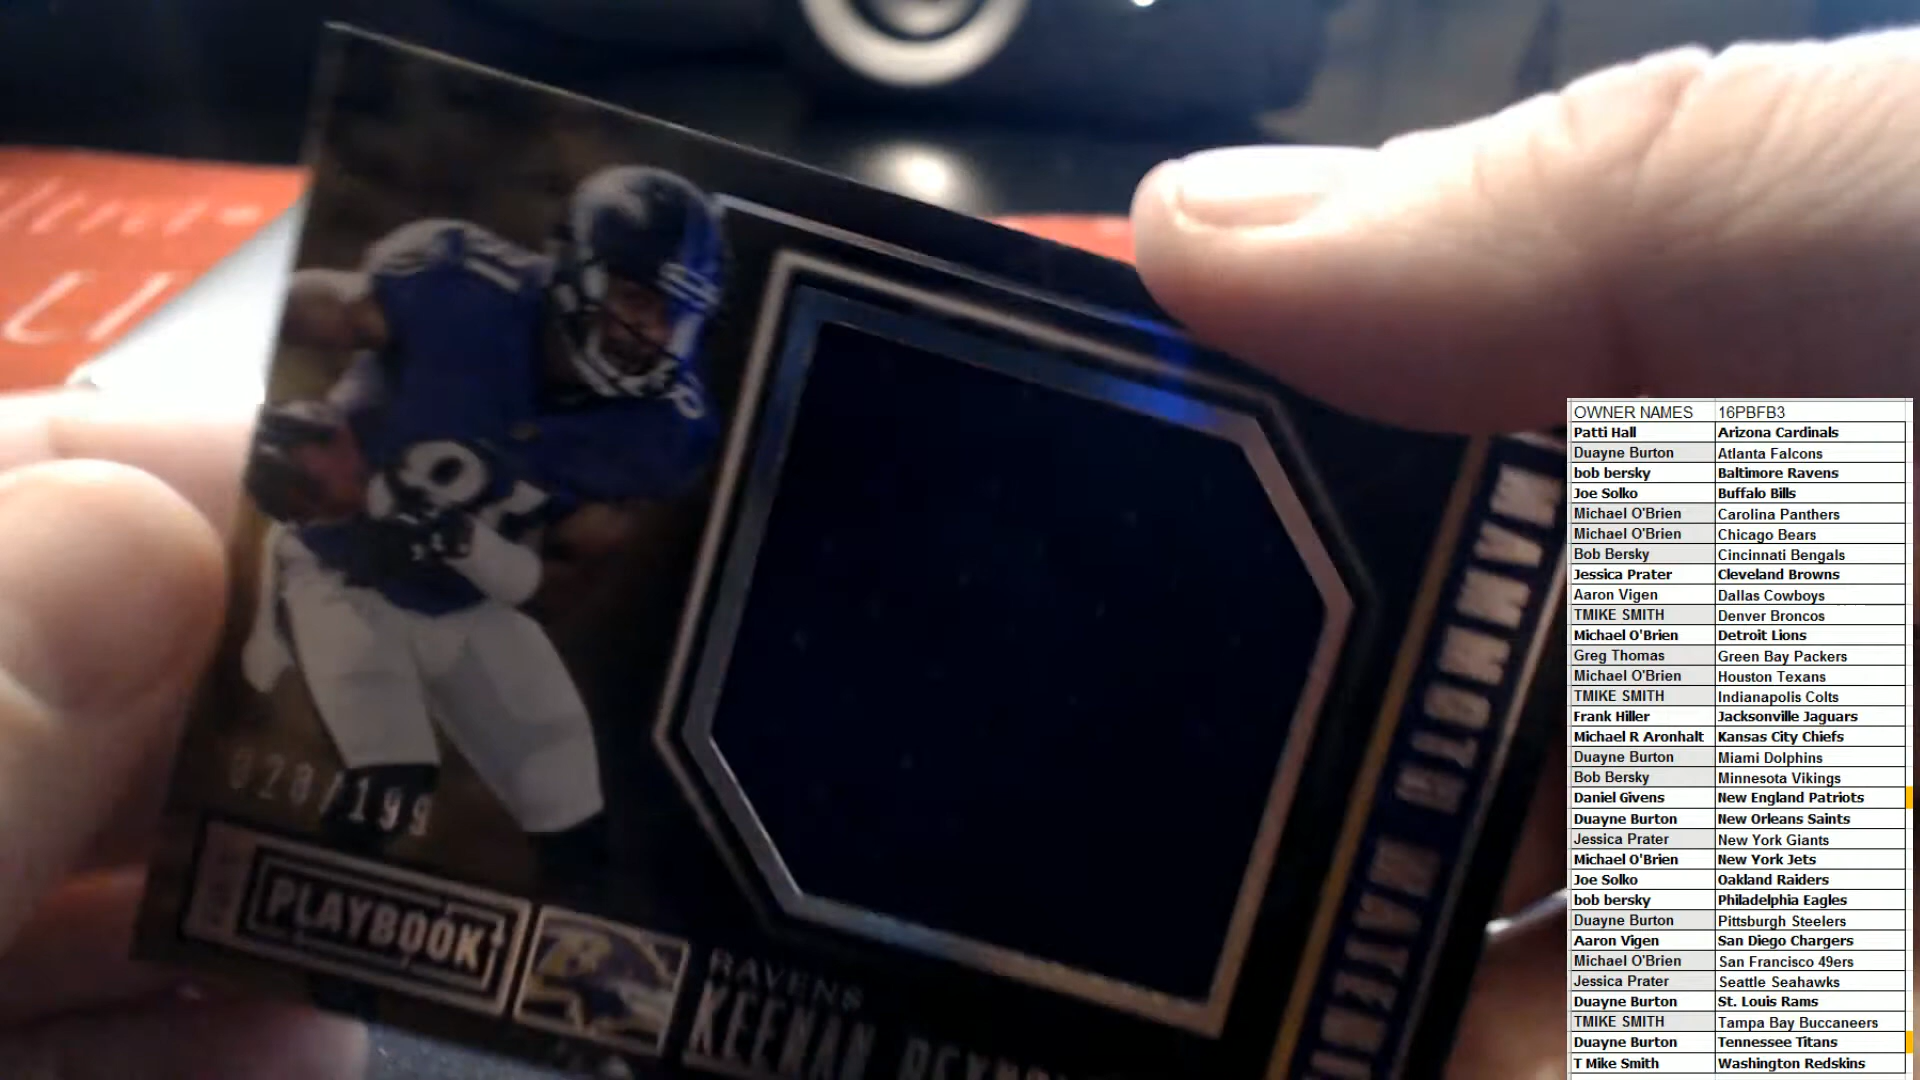 028/199
PLAYBOOK
RAVENS
KEENAN
MAMMOTH
OWNER NAMES 16PBFB3
Patti Hall Arizona Cardinals
Duayne Burton Atlanta Falcons
bob bersky Baltimore Ravens
Joe Solko Buffalo Bills
Michael O'Brien Carolina Panthers
Michael O'Brien Chicago Bears
Bob Bersky Cincinnati Bengals
Jessica Prater Cleveland Browns
Aaron Vigen Dallas Cowboys
TMIKE SMITH Denver Broncos
Michael O'Brien Detroit Lions
Greg Thomas Green Bay Packers
Michael O'Brien Houston Texans
TMIKE SMITH Indianapolis Colts
Frank Hiller Jacksonville Jaguars
Michael R Aronhalt Kansas City Chiefs
Duayne Burton Miami Dolphins
Bob Bersky Minnesota Vikings
Daniel Givens New England Patriots
Duayne Burton New Orleans Saints
Jessica Prater New York Giants
Michael O'Brien New York Jets
Joe Solko Oakland Raiders
bob bersky Philadelphia Eagles
Duayne Burton Pittsburgh Steelers
Aaron Vigen San Diego Chargers
Michael O'Brien San Francisco 49ers
Jessica Prater Seattle Seahawks
Duayne Burton St. Louis Rams
TMIKE SMITH Tampa Bay Buccaneers
Duayne Burton Tennessee Titans
T Mike Smith Washington Redskins